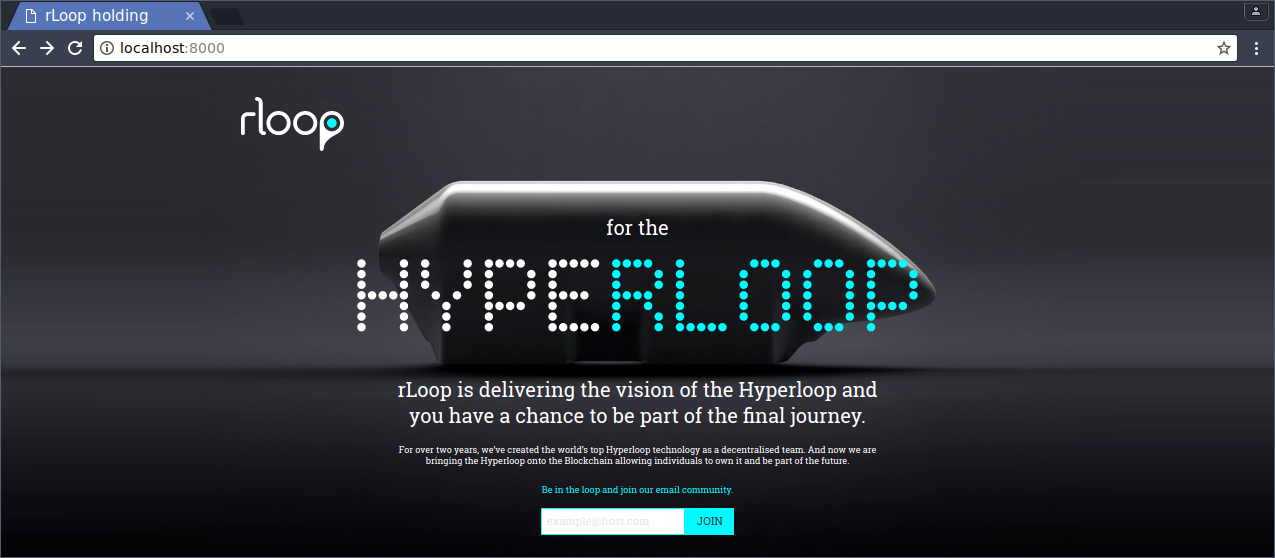 rLoop holding
localhost:8000
rloop
for the
HYPERLOOP
rLoop is delivering the vision of the Hyperloop and
you have a chance to be part of the final journey.
For over two years, we've created the world's top Hyperloop technology as a decentralised team. And now we are
bringing the Hyperloop onto the Blockchain allowing individuals to own it and be part of the future.
Be in the loop and join our email community.
example@host.com JOIN